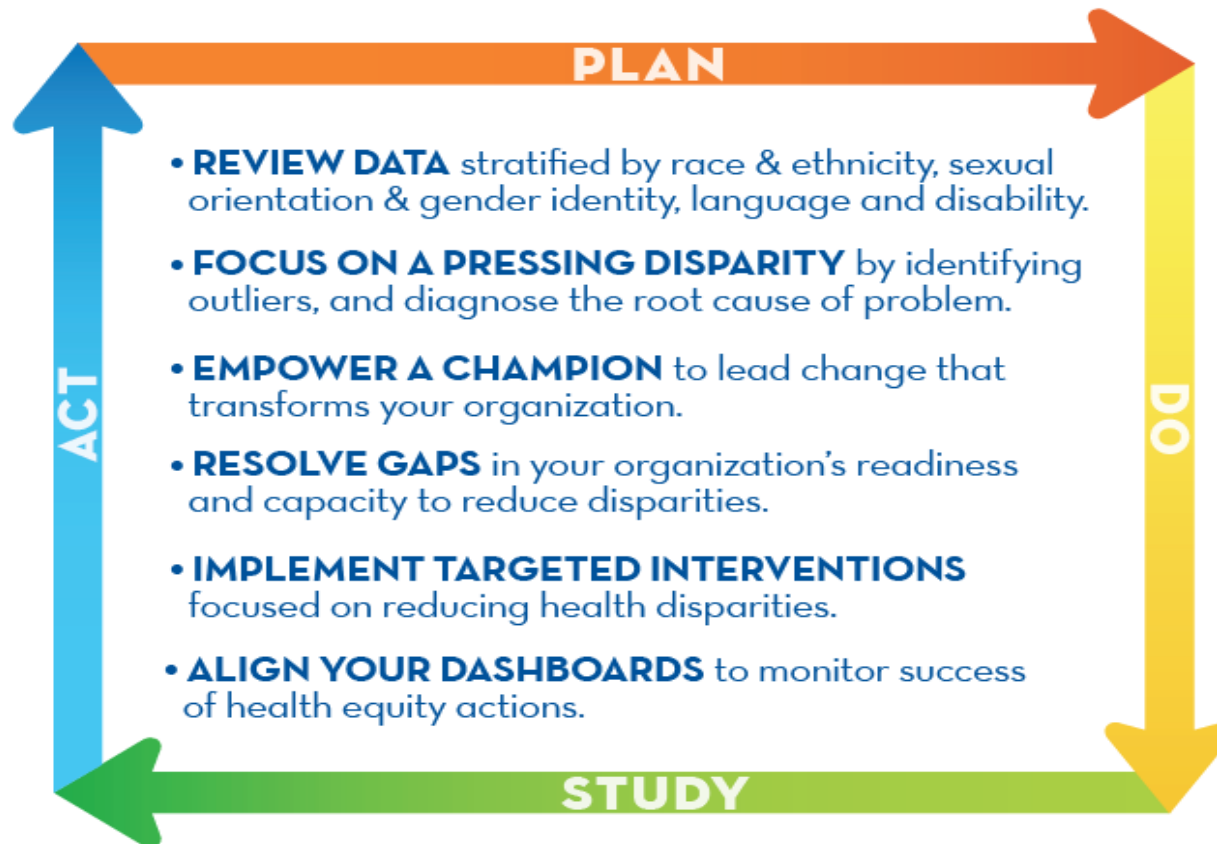 PLAN
• REVIEW DATA stratified by race & ethnicity, sexual
orientation & gender identity, language and disability.
• FOCUS ON A PRESSING DISPARITY by identifying
outliers, and diagnose the root cause of problem.
• EMPOWER A CHAMPION to lead change that
transforms your organization.
• RESOLVE GAPS in your organization’s readiness
and capacity to reduce disparities.
• IMPLEMENT TARGETED INTERVENTIONS
focused on reducing health disparities.
• ALIGN YOUR DASHBOARDS to monitor success
of health equity actions.
DO
STUDY
ACT